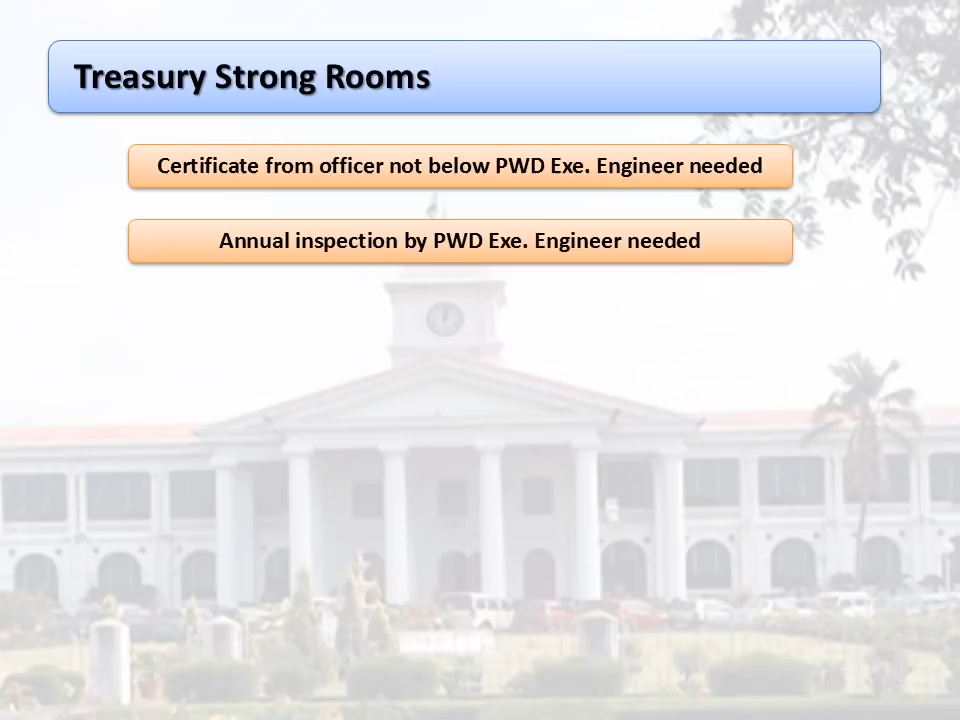 Treasury Strong Rooms
Certificate from officer not below PWD Exe. Engineer needed
Annual inspection by PWD Exe. Engineer needed